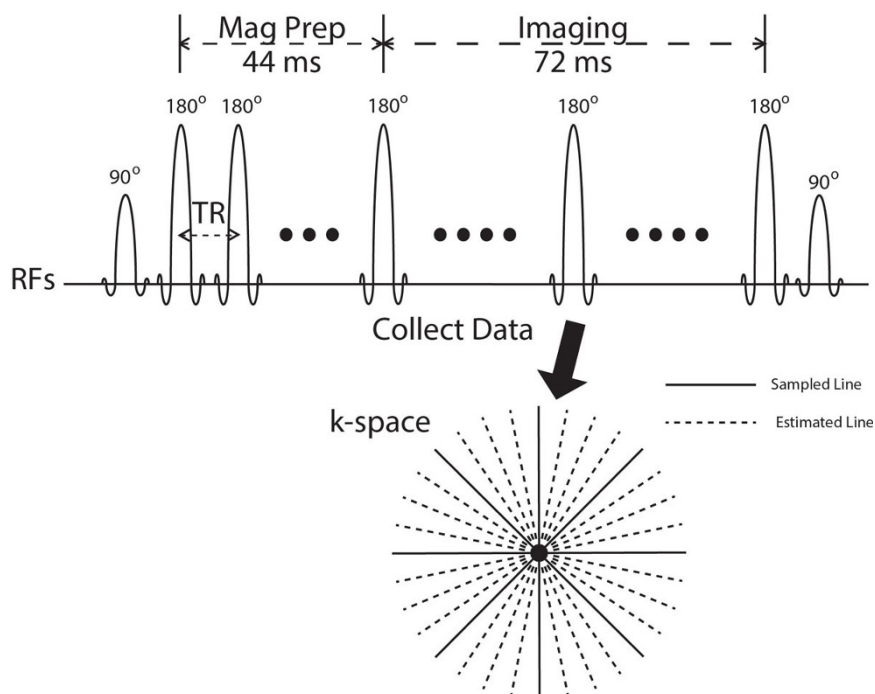 Mag Prep
44 ms
Imaging
72 ms
180°
180°
180°
180°
180°
90°
90°
TR
RFs
Collect Data
k-space
Sampled Line
Estimated Line